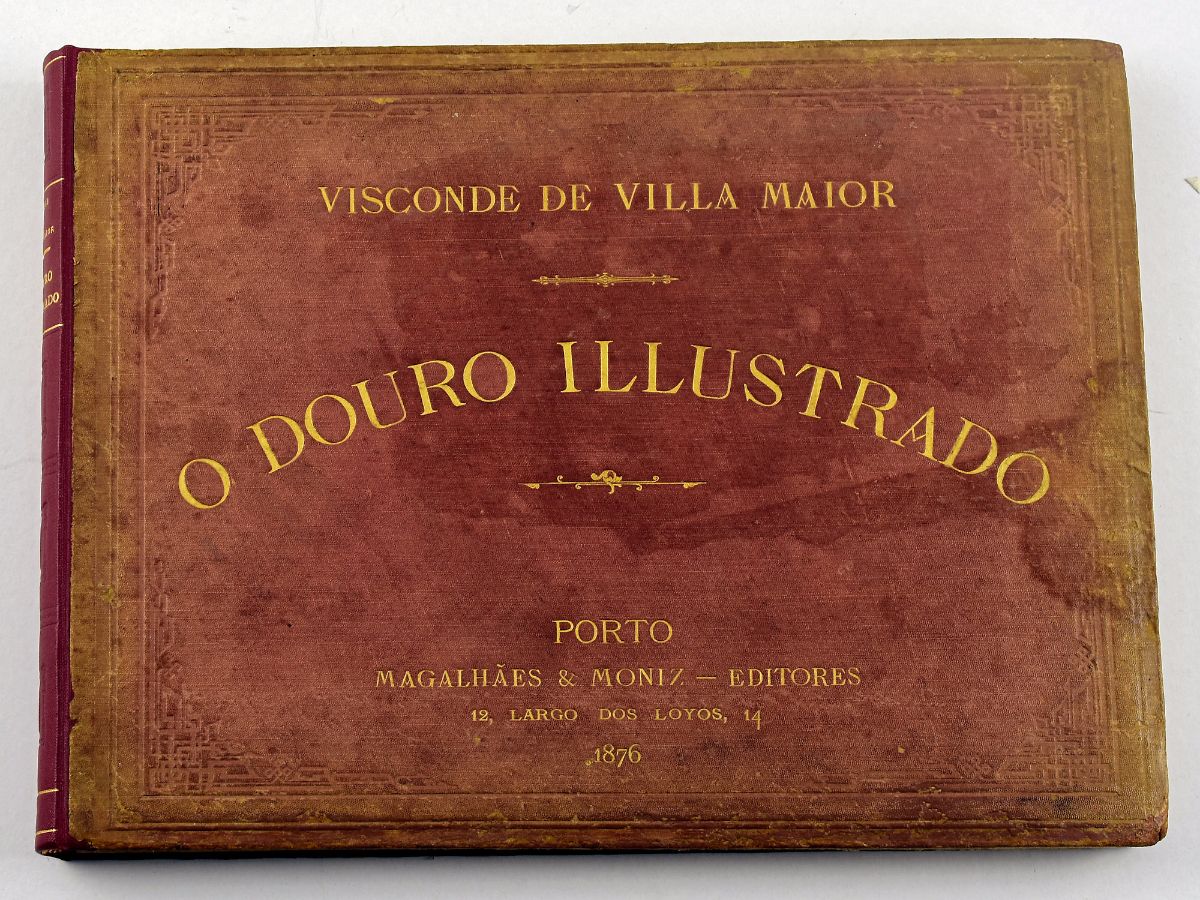 VISCONDE DE VILLA MAIOR
O DOURO ILLUSTRADO
PORTO
MAGALHÃES & MONIZ — EDITORES
12, LARGO DOS LOYOS, 14
1876